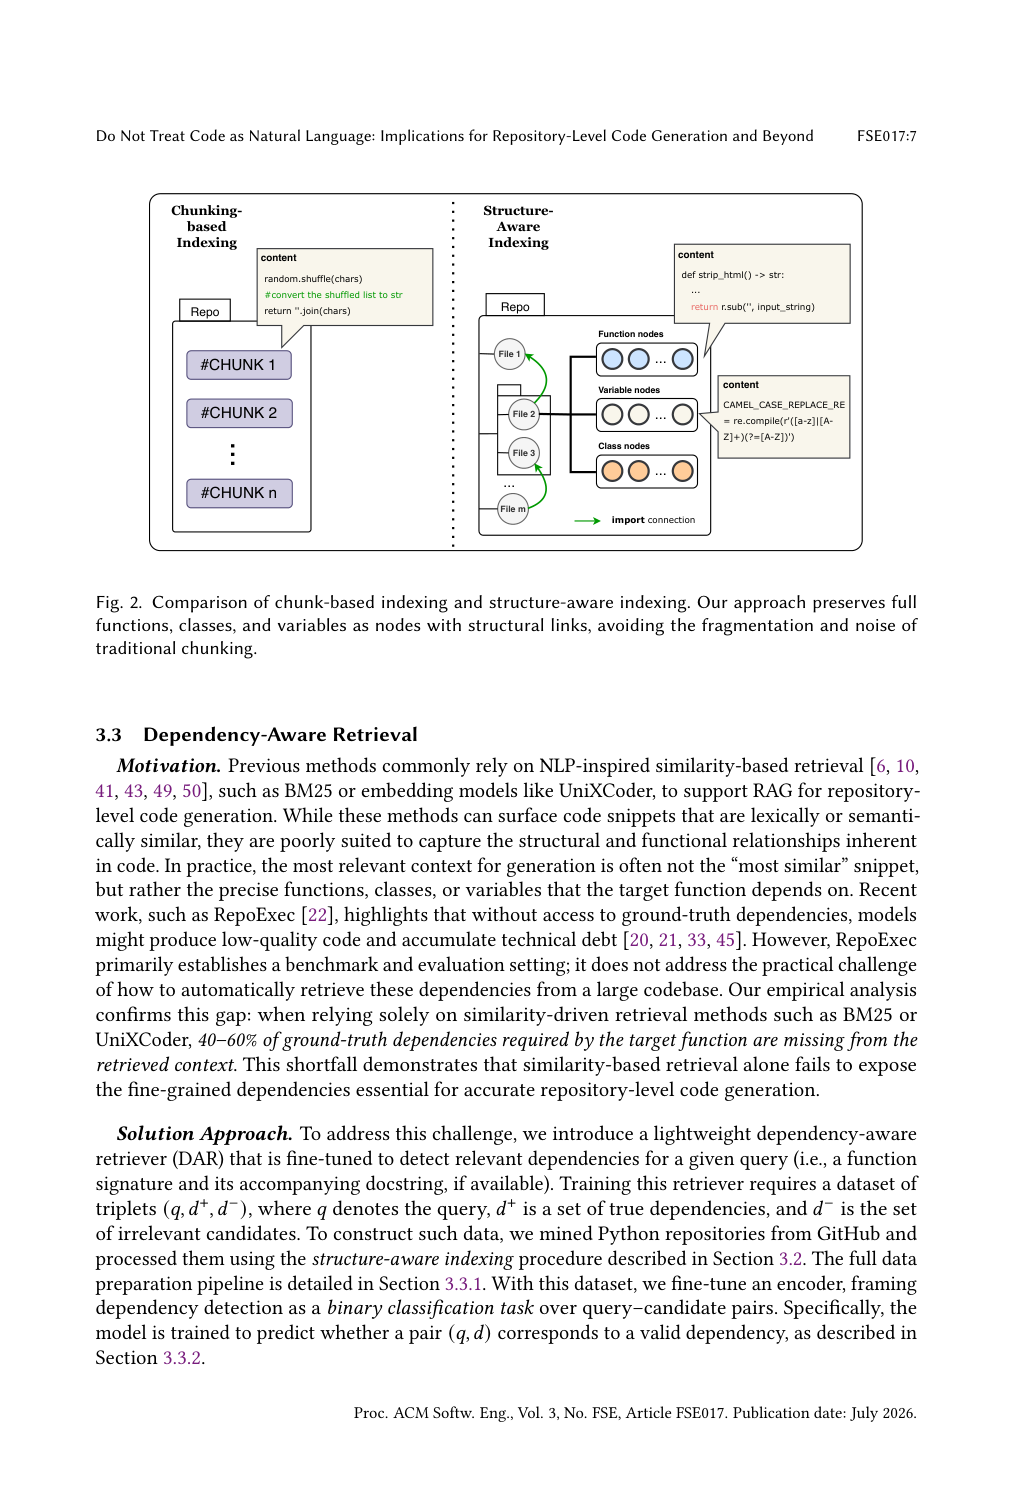 Do Not Treat Code as Natural Language: Implications for Repository-Level Code Generation and Beyond FSE017:7
Chunking-
based
Indexing
content
random.shuffle(chars)
#convert the shuffled list to str
return ''.join(chars)
Repo
#CHUNK 1
#CHUNK 2
⋮
#CHUNK n
Structure-
Aware
Indexing
content
def strip_html() -> str:
...
return r.sub('', input_string)
Repo
File 1
File 2
File 3
...
File m
Function nodes
...
Variable nodes
...
Class nodes
...
content
CAMEL_CASE_REPLACE_RE
= re.compile(r'([a-z]|[A-
Z]+)(?=[A-Z])')
import connection
Fig. 2. Comparison of chunk-based indexing and structure-aware indexing. Our approach preserves full
functions, classes, and variables as nodes with structural links, avoiding the fragmentation and noise of
traditional chunking.
3.3 Dependency-Aware Retrieval
Motivation. Previous methods commonly rely on NLP-inspired similarity-based retrieval [6, 10,
41, 43, 49, 50], such as BM25 or embedding models like UniXCoder, to support RAG for repository-
level code generation. While these methods can surface code snippets that are lexically or semanti-
cally similar, they are poorly suited to capture the structural and functional relationships inherent
in code. In practice, the most relevant context for generation is often not the “most similar” snippet,
but rather the precise functions, classes, or variables that the target function depends on. Recent
work, such as RepoExec [22], highlights that without access to ground-truth dependencies, models
might produce low-quality code and accumulate technical debt [20, 21, 33, 45]. However, RepoExec
primarily establishes a benchmark and evaluation setting; it does not address the practical challenge
of how to automatically retrieve these dependencies from a large codebase. Our empirical analysis
confirms this gap: when relying solely on similarity-driven retrieval methods such as BM25 or
UniXCoder, 40–60% of ground-truth dependencies required by the target function are missing from the
retrieved context. This shortfall demonstrates that similarity-based retrieval alone fails to expose
the fine-grained dependencies essential for accurate repository-level code generation.
Solution Approach. To address this challenge, we introduce a lightweight dependency-aware
retriever (DAR) that is fine-tuned to detect relevant dependencies for a given query (i.e., a function
signature and its accompanying docstring, if available). Training this retriever requires a dataset of
triplets (q, d⁺, d⁻), where q denotes the query, d⁺ is a set of true dependencies, and d⁻ is the set
of irrelevant candidates. To construct such data, we mined Python repositories from GitHub and
processed them using the structure-aware indexing procedure described in Section 3.2. The full data
preparation pipeline is detailed in Section 3.3.1. With this dataset, we fine-tune an encoder, framing
dependency detection as a binary classification task over query–candidate pairs. Specifically, the
model is trained to predict whether a pair (q, d) corresponds to a valid dependency, as described in
Section 3.3.2.
Proc. ACM Softw. Eng., Vol. 3, No. FSE, Article FSE017. Publication date: July 2026.